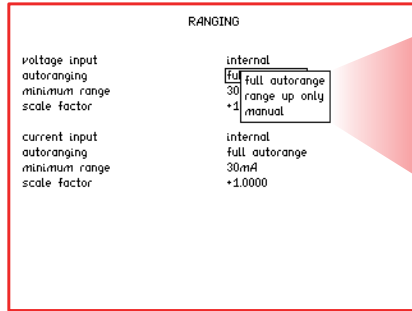 RANGING
voltage input internal
autoranging ful
full autorange
range up only
manual
minimum range 30
scale factor +1
current input internal
autoranging full autorange
minimum range 30mA
scale factor +1.0000